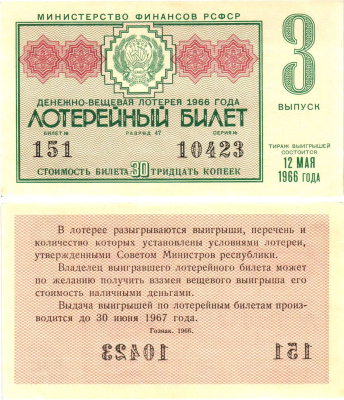 МИНИСТЕРСТВО ФИНАНСОВ РСФСР
3
ВЫПУСК
ДЕНЕЖНО-ВЕЩЕВАЯ ЛОТЕРЕЯ 1966 ГОДА
ЛОТЕРЕЙНЫЙ БИЛЕТ
БИЛЕТ № РАЗРЯД 47 СЕРИЯ №
151 10423
СТОИМОСТЬ БИЛЕТА 30 ТРИДЦАТЬ КОПЕЕК
ТИРАЖ ВЫИГРЫШЕЙ
СОСТОИТСЯ
12 МАЯ
1966 ГОДА
В лотерее разыгрываются выигрыши, перечень и
количество которых установлены условиями лотереи,
утвержденными Советом Министров республики.
Владелец выигравшего лотерейного билета может
по желанию получить взамен вещевого выигрыша его
стоимость наличными деньгами.
Выдача выигрышей по лотерейным билетам произ-
водится до 30 июня 1967 года.
Гознак. 1966.
10423 151